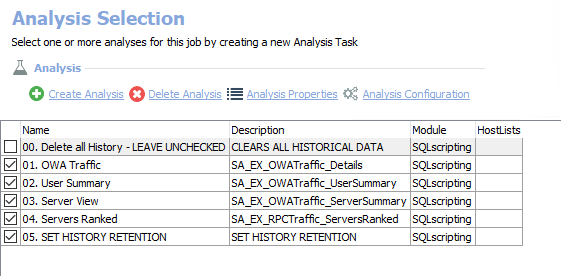 Analysis Selection
Select one or more analyses for this job by creating a new Analysis Task
Analysis
Create Analysis Delete Analysis Analysis Properties Analysis Configuration
Name Description Module HostLists
00. Delete all History - LEAVE UNCHECKED CLEARS ALL HISTORICAL DATA SQLscripting
01. OWA Traffic SA_EX_OWATraffic_Details SQLscripting
02. User Summary SA_EX_OWATraffic_UserSummary SQLscripting
03. Server View SA_EX_OWATraffic_ServerSummary SQLscripting
04. Servers Ranked SA_EX_RPCTraffic_ServersRanked SQLscripting
05. SET HISTORY RETENTION SET HISTORY RETENTION SQLscripting